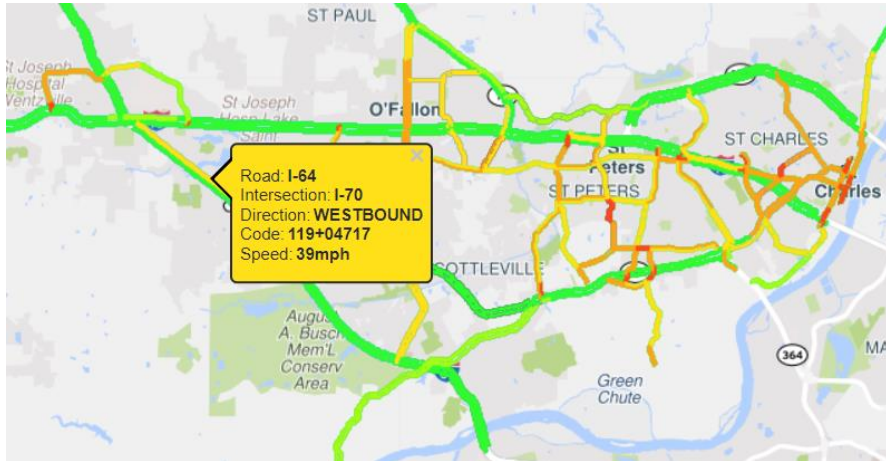 ST PAUL
St Joseph
Hospital
Wentzville
St Joseph
Hosp-Lake
Saint
O'Fallon
ST CHARLES
St
Peters
ST PETERS
St
Charles
Road: I-64
Intersection: I-70
Direction: WESTBOUND
Code: 119+04717
Speed: 39mph
COTTLEVILLE
August
A. Busch
Mem'L
Conserv
Area
Green
Chute
364
MA